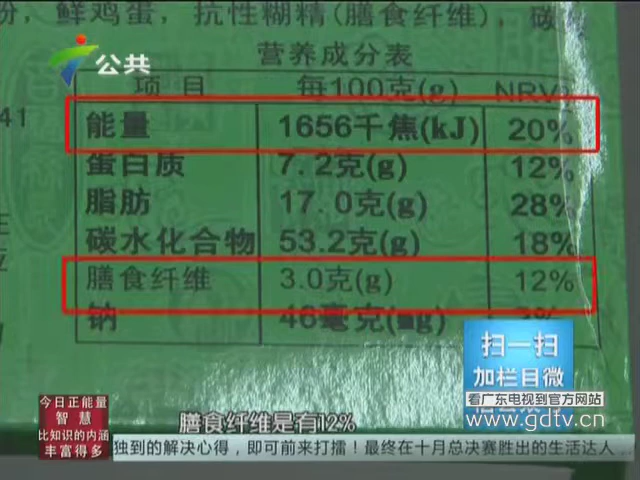 粉，鲜鸡蛋，抗性糊精(膳食纤维)，碳
公共
营养成分表
项 目 每100克(g) NRV%
41
能量 1656千焦(kJ) 20%
蛋白质 7.2克(g) 12%
脂肪 17.0克(g) 28%
碳水化合物 53.2克(g) 18%
膳食纤维 3.0克(g) 12%
钠 46毫克(mg)
扫一扫
加栏目微
看广东电视到官方网站
www.gdtv.cn
今日正能量
智慧
比知识的内涵
丰富得多
膳食纤维是有12%
独到的解决心得，即可前来打擂！最终在十月总决赛胜出的生活达人，